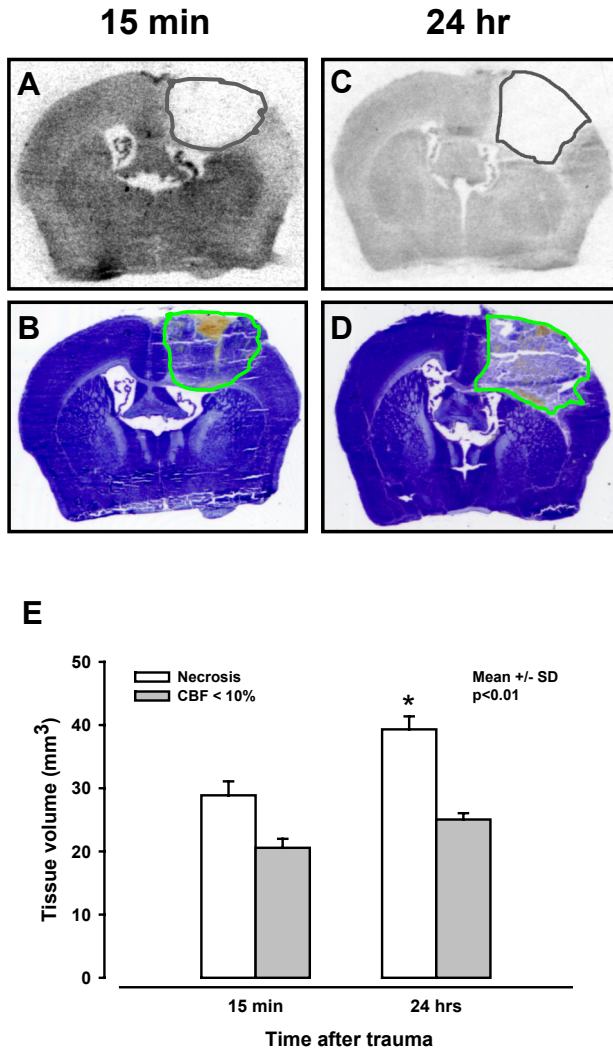 15 min
24 hr
A
C
B
D
E
Tissue volume (mm³)
50
40
30
20
10
0
Necrosis
CBF < 10%
Mean +/- SD
p<0.01
*
15 min
24 hrs
Time after trauma